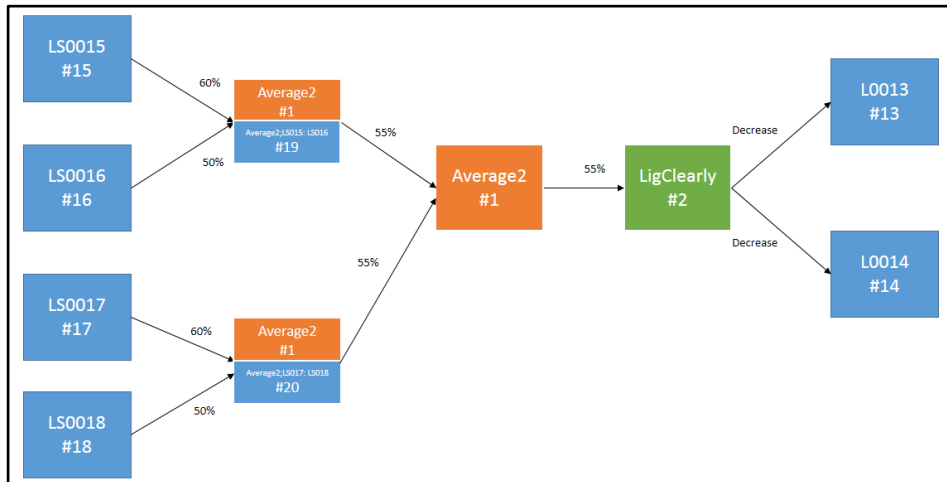 LS0015
#15
60%
LS0016
#16
50%
Average2
#1
Average2;LS015: LS016
#19
55%
LS0017
#17
60%
LS0018
#18
50%
Average2
#1
Average2;LS017: LS018
#20
55%
Average2
#1
55%
LigClearly
#2
Decrease
L0013
#13
Decrease
L0014
#14